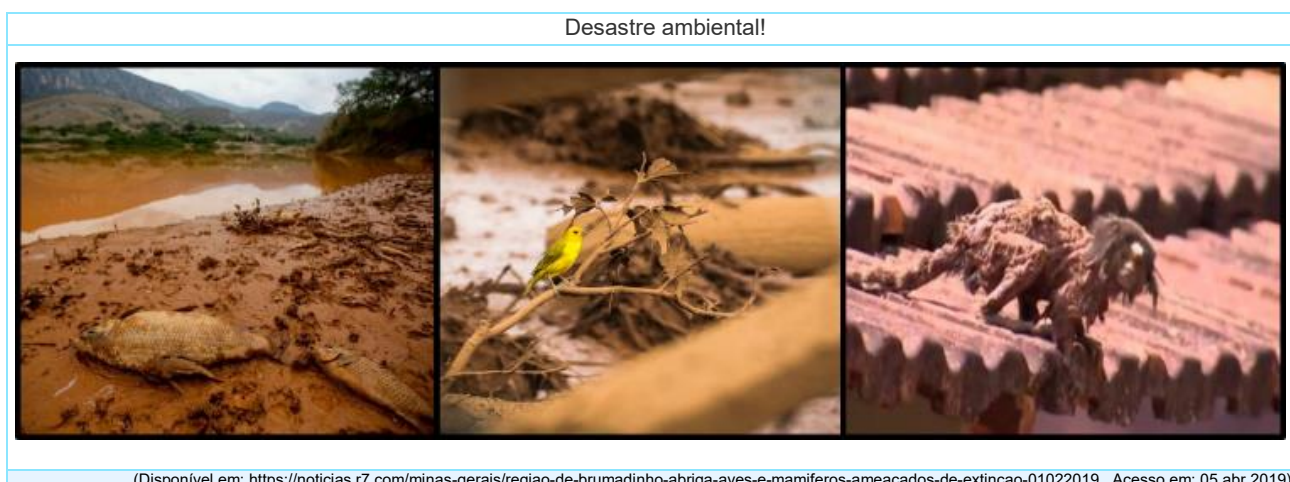 Desastre ambiental!
(Disponível em: https://noticias.r7.com/minas-gerais/regiao-de-brumadinho-abriga-aves-e-mamiferos-ameacados-de-extincao-01022019. Acesso em: 05 abr 2019)